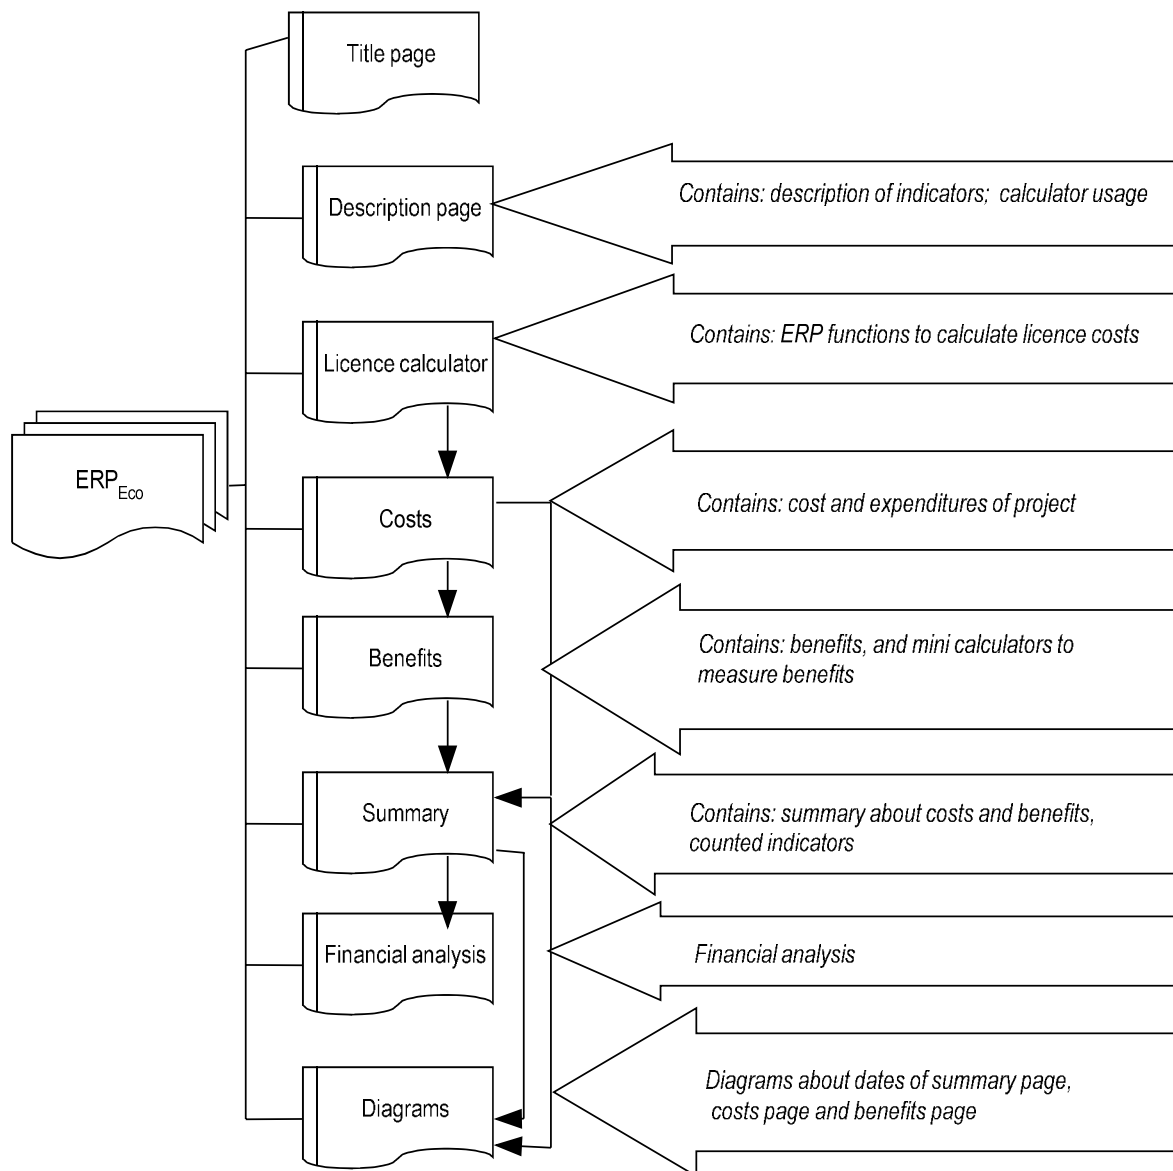 Title page
Description page
Contains: description of indicators; calculator usage
Licence calculator
Contains: ERP functions to calculate licence costs
ERP Eco
Costs
Contains: cost and expenditures of project
Benefits
Contains: benefits, and mini calculators to
measure benefits
Summary
Contains: summary about costs and benefits,
counted indicators
Financial analysis
Financial analysis
Diagrams
Diagrams about dates of summary page,
costs page and benefits page